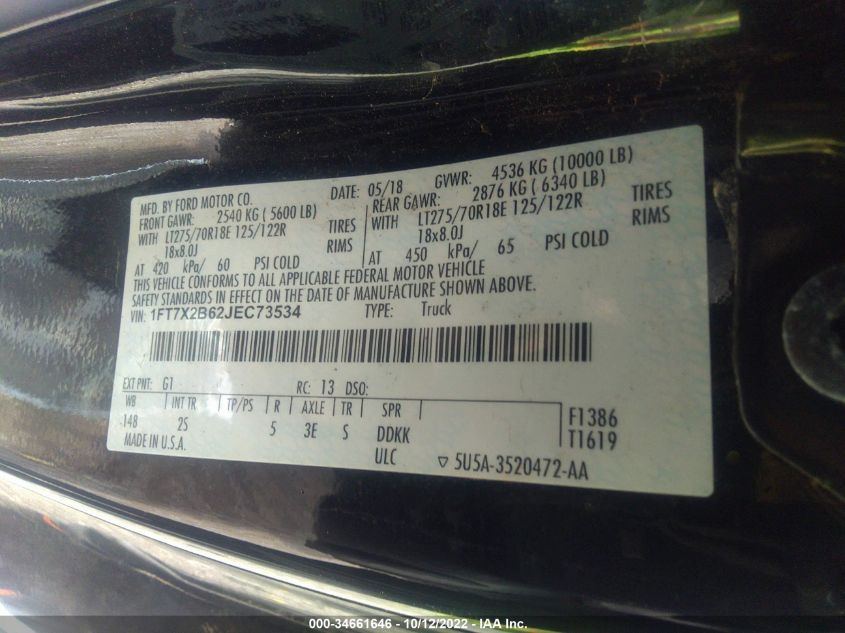 MFD. BY FORD MOTOR CO. DATE: 05/18 GVWR: 4536 KG (10000 LB)
FRONT GAWR: 2540 KG ( 5600 LB) REAR GAWR: 2876 KG ( 6340 LB)
WITH LT275/70R18E 125/122R TIRES WITH LT275/70R18E 125/122R TIRES
18x8.0J RIMS 18x8.0J RIMS
AT 420 kPa/ 60 PSI COLD AT 450 kPa/ 65 PSI COLD
THIS VEHICLE CONFORMS TO ALL APPLICABLE FEDERAL MOTOR VEHICLE
SAFETY STANDARDS IN EFFECT ON THE DATE OF MANUFACTURE SHOWN ABOVE.
VIN: 1FT7X2B62JEC73534 TYPE: Truck
EXT PNT: G1 RC: 13 DSO:
WB INT TR TP/PS R AXLE TR SPR
148 2S 5 3E S DDKK F1386
MADE IN U.S.A. T1619
ULC ▽ 5U5A-3520472-AA
000-34661646 - 10/12/2022 - IAA Inc.